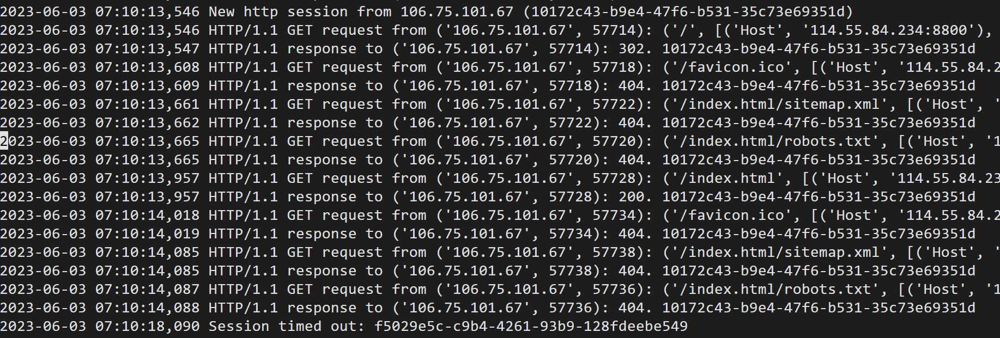 2023-06-03 07:10:13,546 New http session from 106.75.101.67 (10172c43-b9e4-47f6-b531-35c73e69351d)
2023-06-03 07:10:13,546 HTTP/1.1 GET request from ('106.75.101.67', 57714): ('/', [('Host', '114.55.84.234:8800'),
2023-06-03 07:10:13,547 HTTP/1.1 response to ('106.75.101.67', 57714): 302. 10172c43-b9e4-47f6-b531-35c73e69351d
2023-06-03 07:10:13,608 HTTP/1.1 GET request from ('106.75.101.67', 57718): ('/favicon.ico', [('Host', '114.55.84.2
2023-06-03 07:10:13,609 HTTP/1.1 response to ('106.75.101.67', 57718): 404. 10172c43-b9e4-47f6-b531-35c73e69351d
2023-06-03 07:10:13,661 HTTP/1.1 GET request from ('106.75.101.67', 57722): ('/index.html/sitemap.xml', [('Host', '
2023-06-03 07:10:13,662 HTTP/1.1 response to ('106.75.101.67', 57722): 404. 10172c43-b9e4-47f6-b531-35c73e69351d
2023-06-03 07:10:13,665 HTTP/1.1 GET request from ('106.75.101.67', 57720): ('/index.html/robots.txt', [('Host', '1
2023-06-03 07:10:13,665 HTTP/1.1 response to ('106.75.101.67', 57720): 404. 10172c43-b9e4-47f6-b531-35c73e69351d
2023-06-03 07:10:13,957 HTTP/1.1 GET request from ('106.75.101.67', 57728): ('/index.html', [('Host', '114.55.84.23
2023-06-03 07:10:13,957 HTTP/1.1 response to ('106.75.101.67', 57728): 200. 10172c43-b9e4-47f6-b531-35c73e69351d
2023-06-03 07:10:14,018 HTTP/1.1 GET request from ('106.75.101.67', 57734): ('/favicon.ico', [('Host', '114.55.84.2
2023-06-03 07:10:14,019 HTTP/1.1 response to ('106.75.101.67', 57734): 404. 10172c43-b9e4-47f6-b531-35c73e69351d
2023-06-03 07:10:14,085 HTTP/1.1 GET request from ('106.75.101.67', 57738): ('/index.html/sitemap.xml', [('Host', '
2023-06-03 07:10:14,085 HTTP/1.1 response to ('106.75.101.67', 57738): 404. 10172c43-b9e4-47f6-b531-35c73e69351d
2023-06-03 07:10:14,087 HTTP/1.1 GET request from ('106.75.101.67', 57736): ('/index.html/robots.txt', [('Host', '1
2023-06-03 07:10:14,088 HTTP/1.1 response to ('106.75.101.67', 57736): 404. 10172c43-b9e4-47f6-b531-35c73e69351d
2023-06-03 07:10:18,090 Session timed out: f5029e5c-c9b4-4261-93b9-128fdeebe549